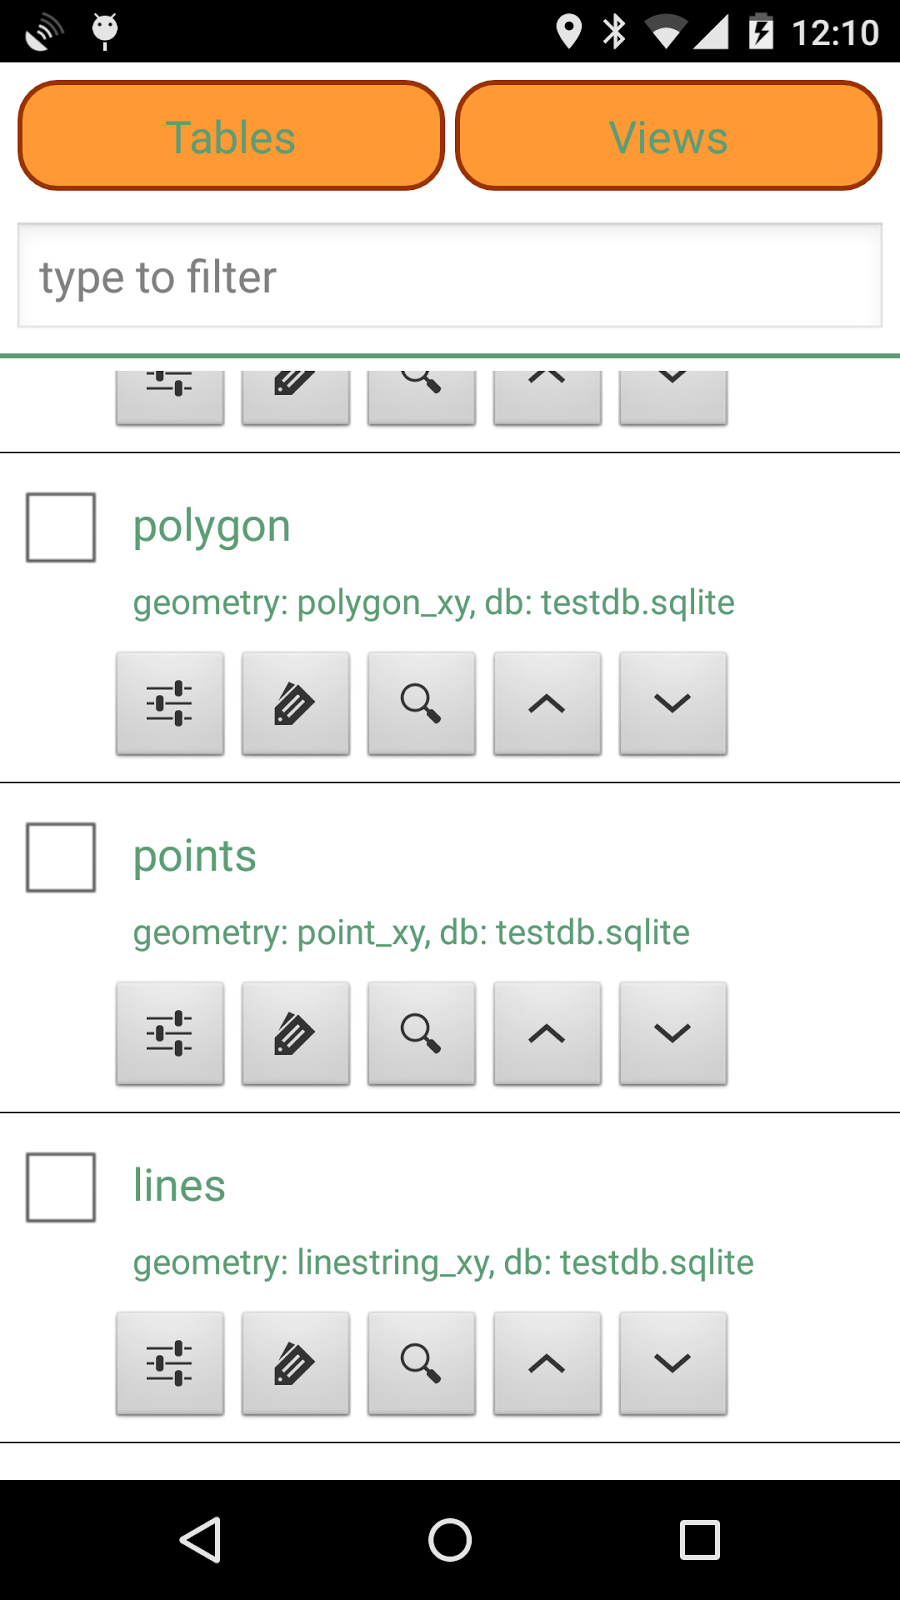 12:10
Tables Views
type to filter
polygon
geometry: polygon_xy, db: testdb.sqlite
points
geometry: point_xy, db: testdb.sqlite
lines
geometry: linestring_xy, db: testdb.sqlite